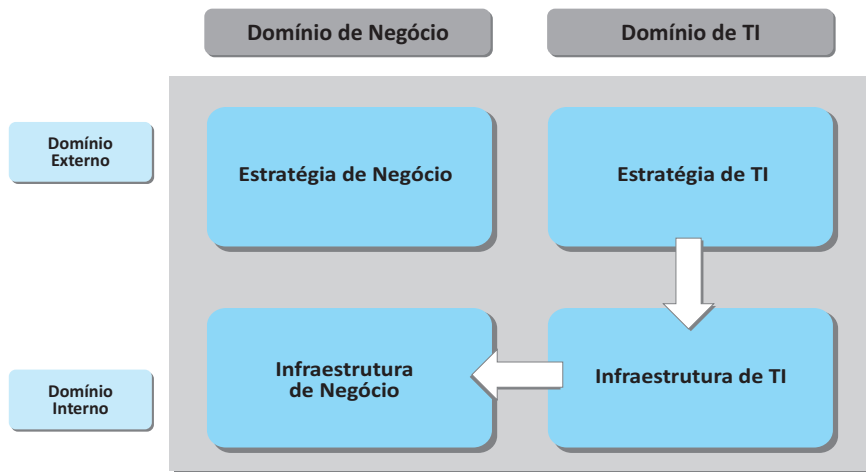 Domínio de Negócio
Domínio de TI
Domínio
Externo
Estratégia de Negócio
Estratégia de TI
Domínio
Interno
Infraestrutura
de Negócio
Infraestrutura de TI